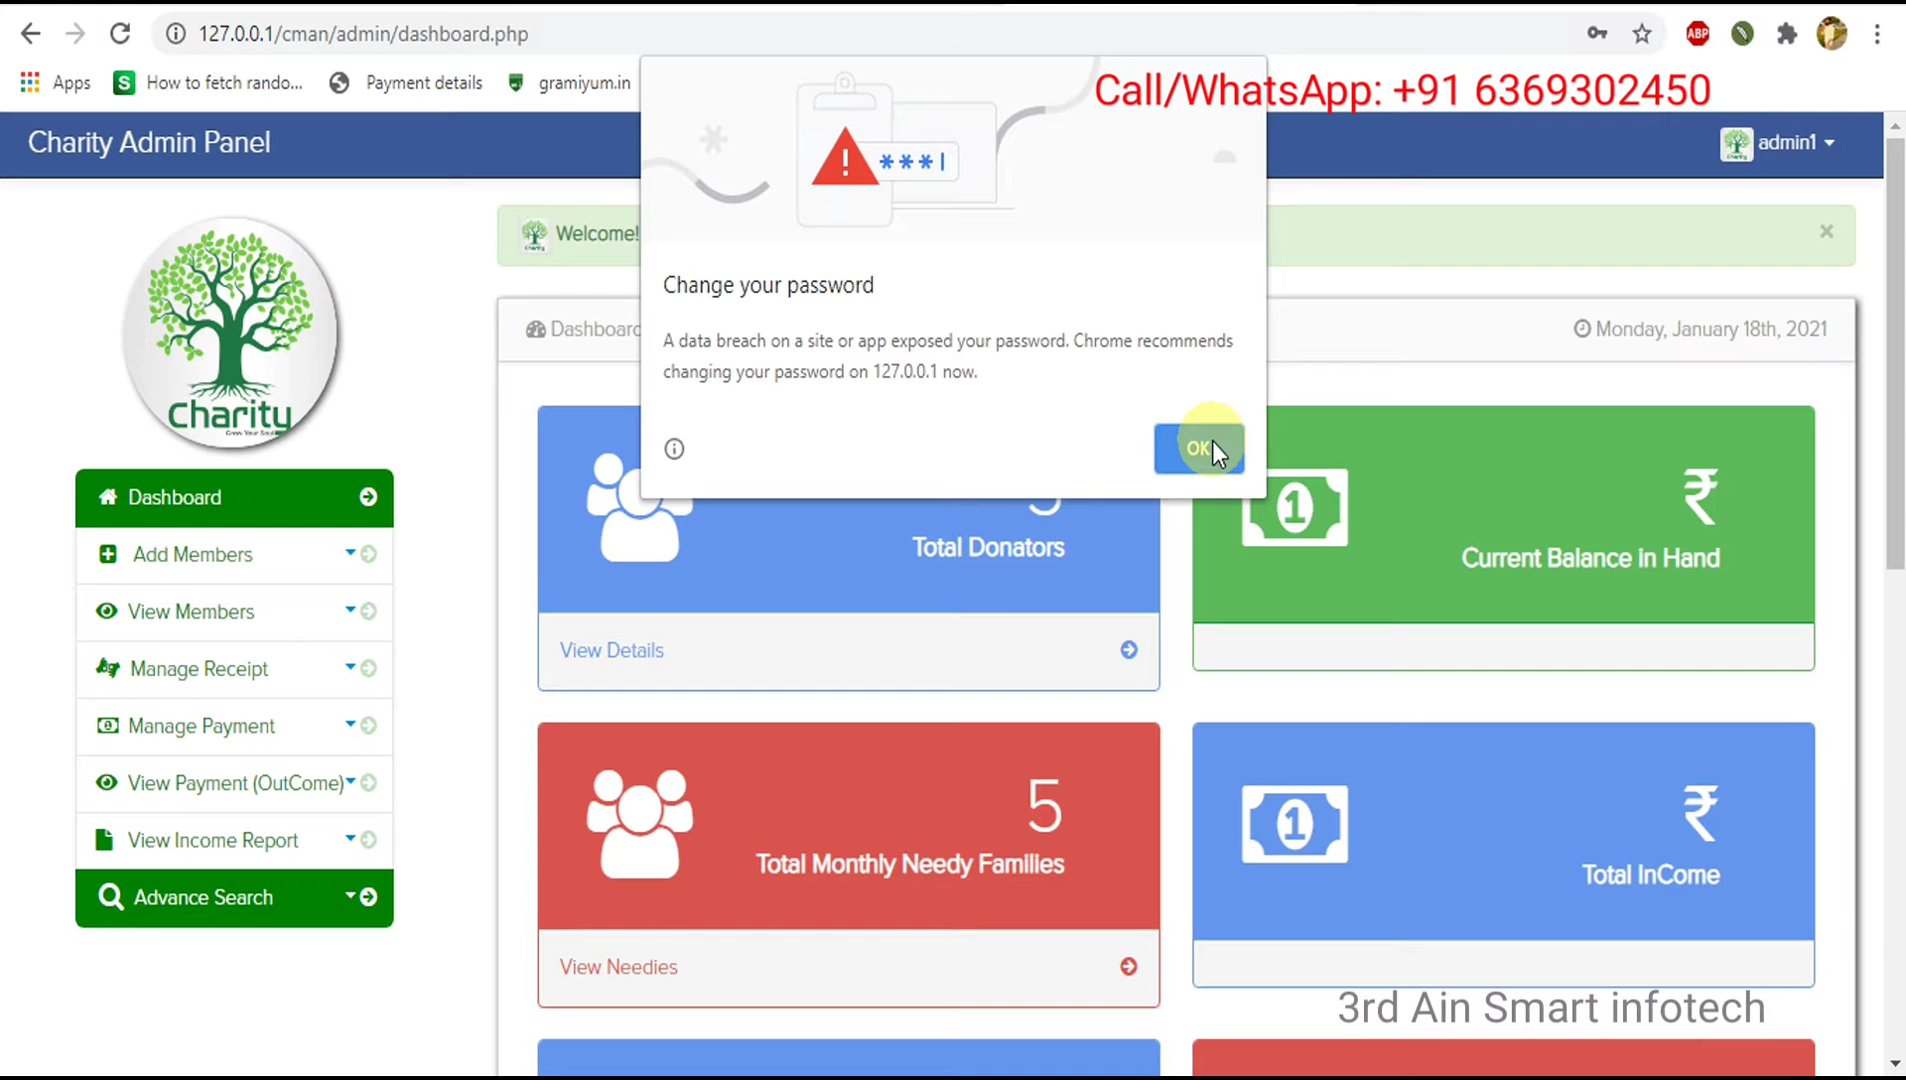 127.0.0.1/cman/admin/dashboard.php
ABP
Apps
S
How to fetch rando...
Payment details
gramiyum.in
Call/WhatsApp: +91 6369302450
Charity Admin Panel
admin1
Charity
Welcome!
×
***|
Change your password
A data breach on a site or app exposed your password. Chrome recommends
changing your password on 127.0.0.1 now.
OK
Dashboard
Monday, January 18th, 2021
Charity
Dashboard
Add Members
View Members
Manage Receipt
Manage Payment
View Payment (OutCome)
View Income Report
Advance Search
Total Donators
View Details
1
₹
Current Balance in Hand
5
Total Monthly Needy Families
View Needies
1
₹
Total InCome
3rd Ain Smart infotech